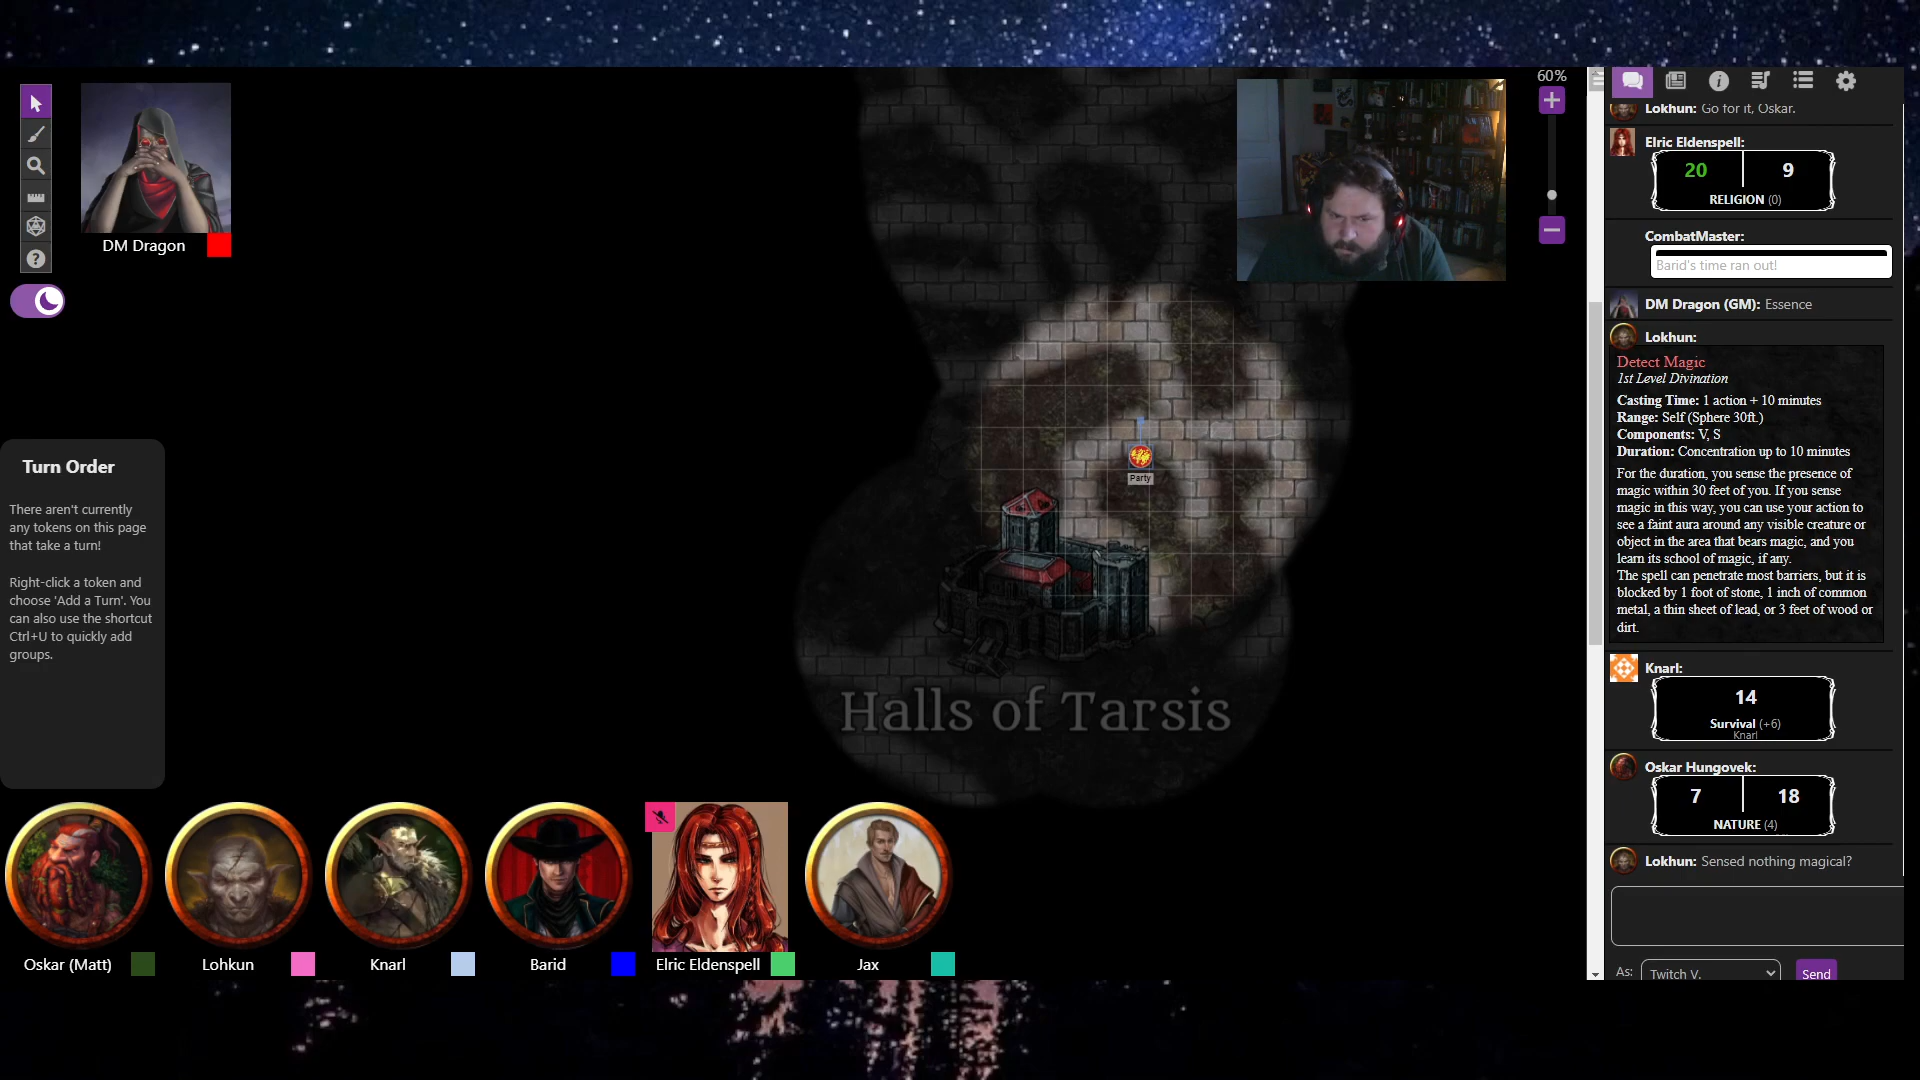 DM Dragon
60%
Turn Order
There aren't currently
any tokens on this page
that take a turn!
Right-click a token and
choose 'Add a Turn'. You
can also use the shortcut
Ctrl+U to quickly add
groups.
Party
Halls of Tarsis
Oskar (Matt)
Lohkun
Knarl
Barid
Elric Eldenspell
Jax
Lokhun: Go for it, Oskar.
Elric Eldenspell:
20 9
RELIGION (0)
CombatMaster:
Barid's time ran out!
DM Dragon (GM): Essence
Lokhun:
Detect Magic
1st Level Divination
Casting Time: 1 action + 10 minutes
Range: Self (Sphere 30ft.)
Components: V, S
Duration: Concentration up to 10 minutes
For the duration, you sense the presence of
magic within 30 feet of you. If you sense
magic in this way, you can use your action to
see a faint aura around any visible creature or
object in the area that bears magic, and you
learn its school of magic, if any.
The spell can penetrate most barriers, but it is
blocked by 1 foot of stone, 1 inch of common
metal, a thin sheet of lead, or 3 feet of wood or
dirt.
Knarl:
14
Survival (+6)
Knarl
Oskar Hungovek:
7 18
NATURE (4)
Lokhun: Sensed nothing magical?
As: Twitch V. Send